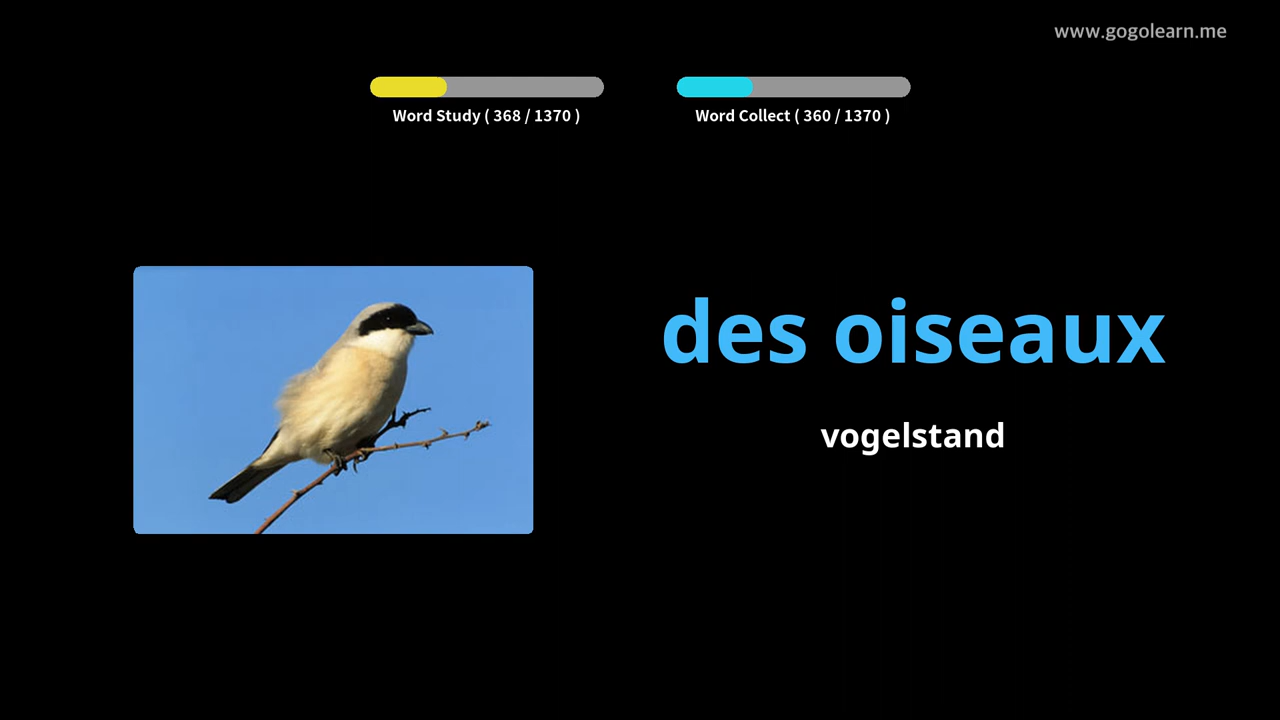 www.gogolearn.me
Word Study ( 368 / 1370 )
Word Collect ( 360 / 1370 )
des oiseaux
vogelstand